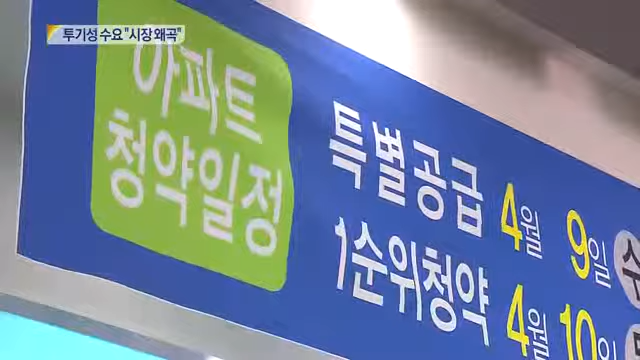 투기성 수요 "시장 왜곡"
아파트
청약일정
특별공급 4월 9일 수
1순위청약 4월 10일